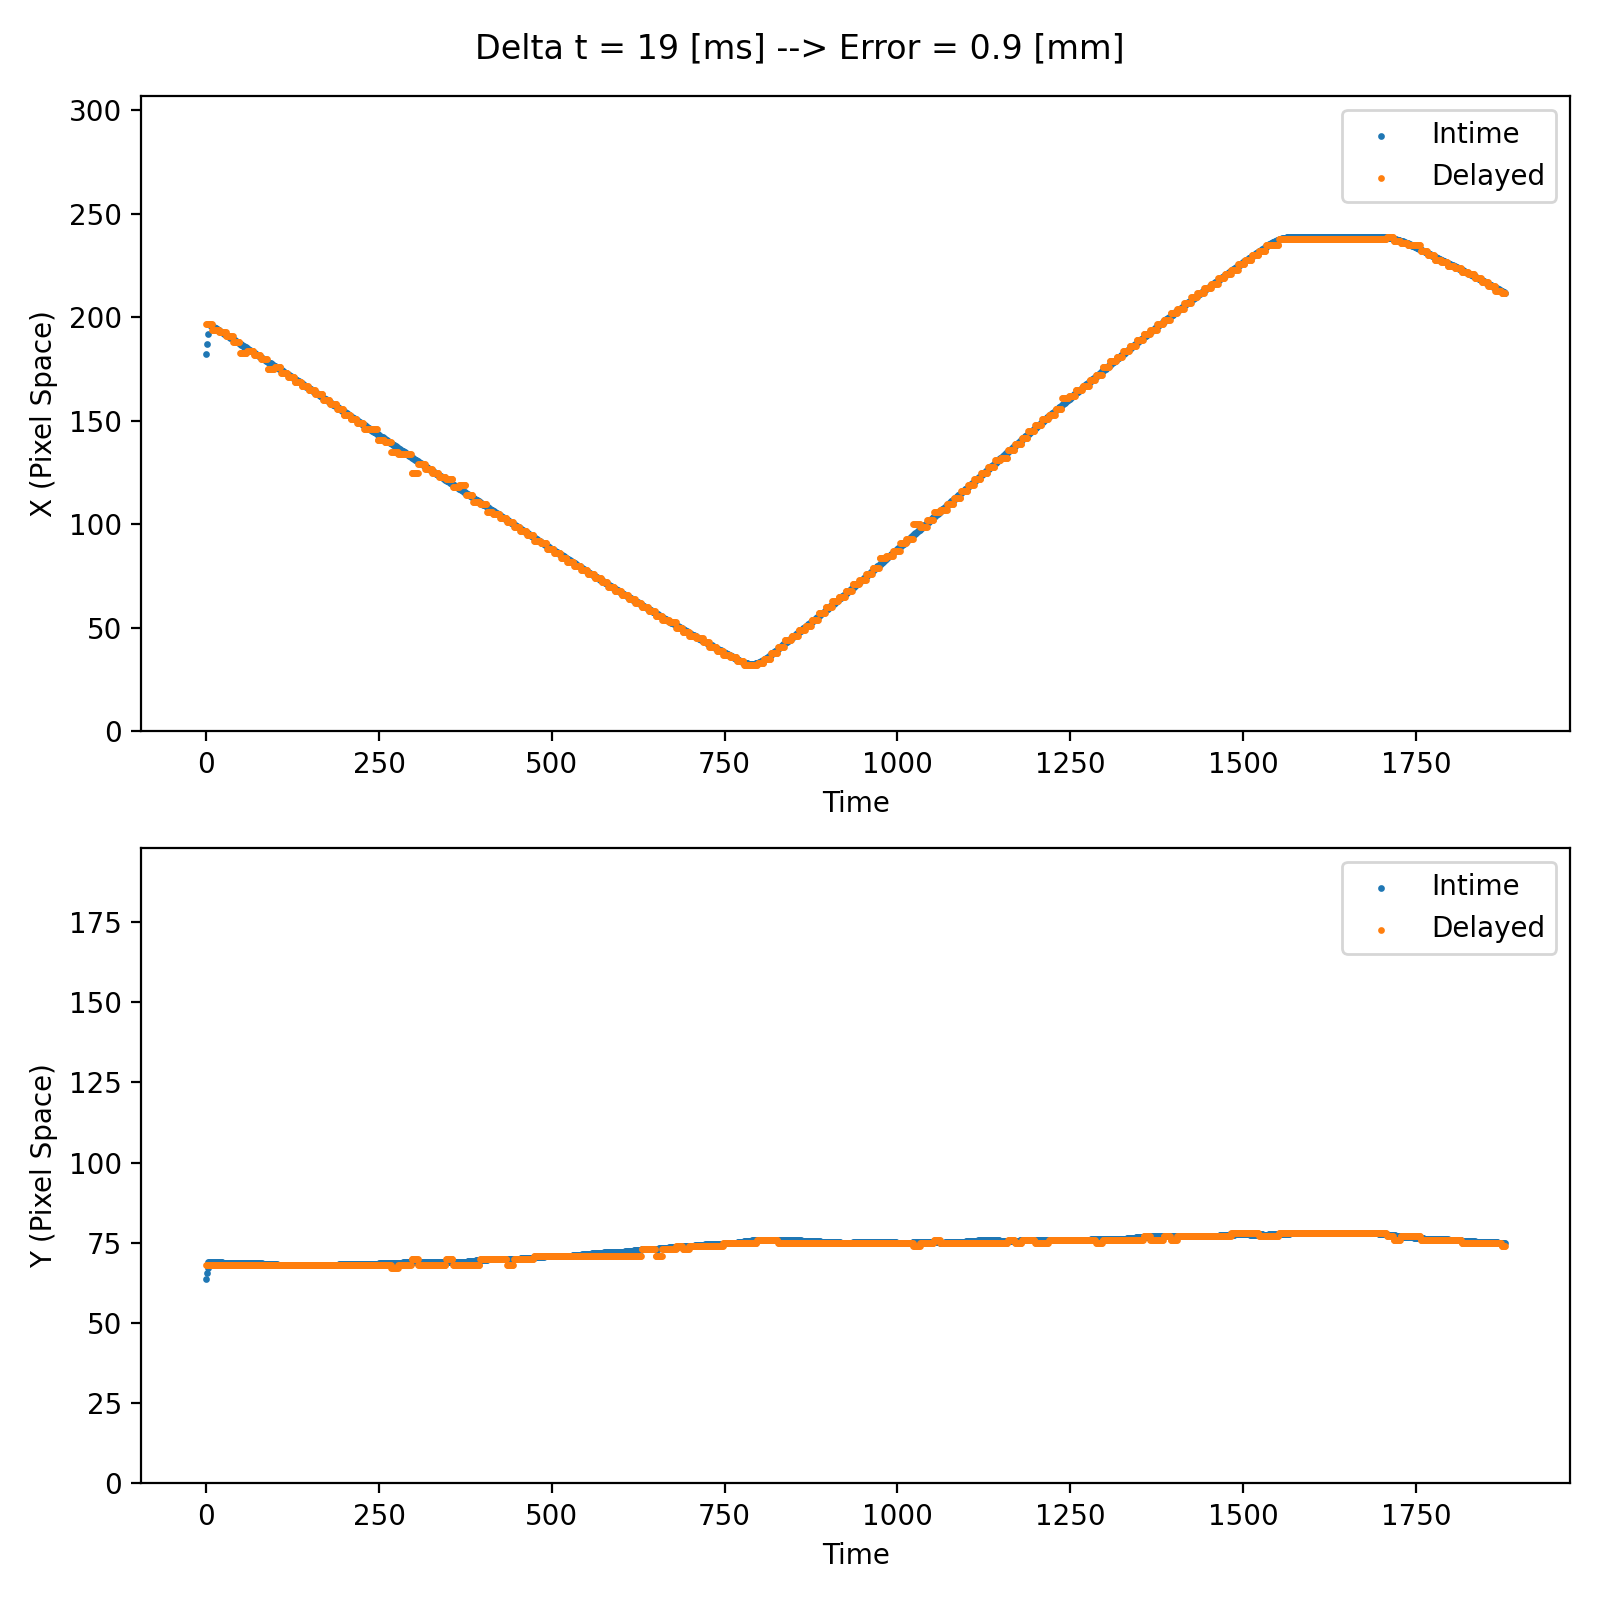 Delta t = 19 [ms] --> Error = 0.9 [mm]
300
250
200
150
100
50
0
X (Pixel Space)
Intime
Delayed
0 250 500 750 1000 1250 1500 1750
Time
175
150
125
100
75
50
25
0
Y (Pixel Space)
Intime
Delayed
0 250 500 750 1000 1250 1500 1750
Time